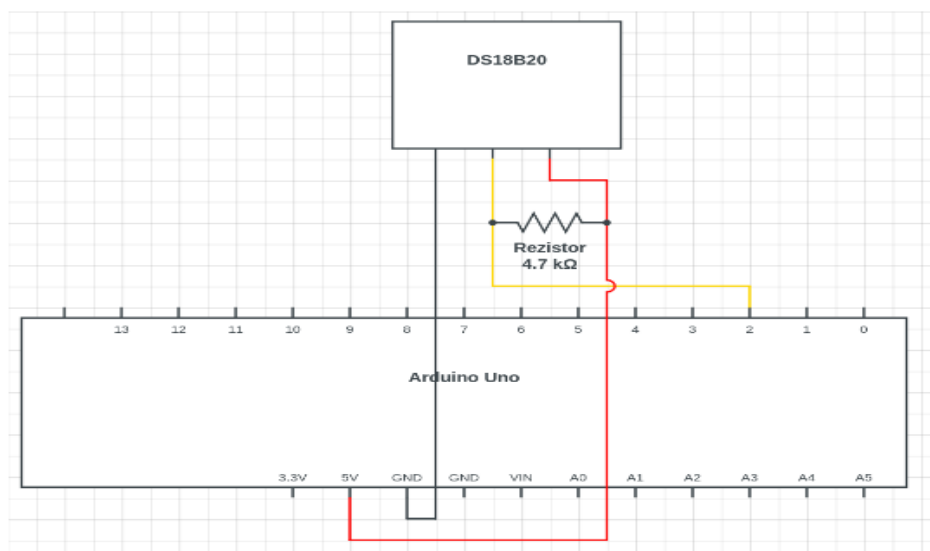 DS18B20
Rezistor
4.7 kΩ
13 12 11 10 9 8 7 6 5 4 3 2 1 0
Arduino Uno
3.3V 5V GND GND VIN A0 A1 A2 A3 A4 A5